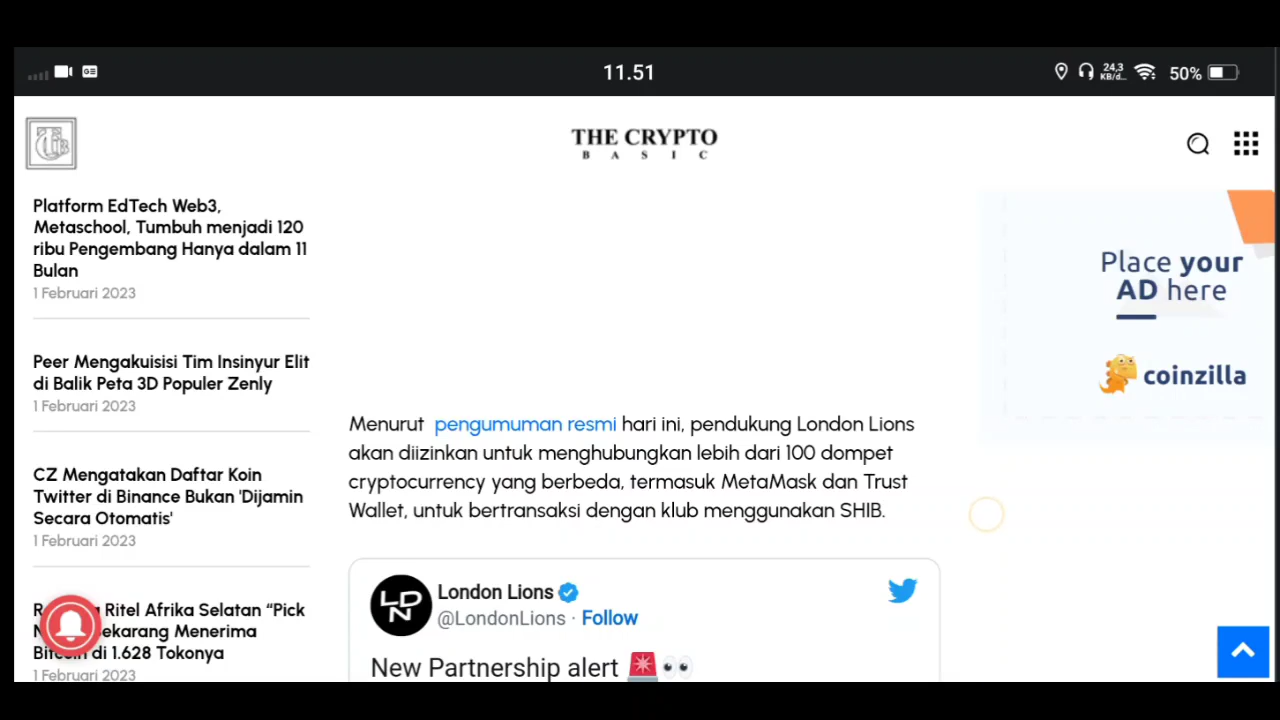 11.51
24,3
KB/d...
50%
THE CRYPTO
BASIC
Platform EdTech Web3,
Metaschool, Tumbuh menjadi 120
ribu Pengembang Hanya dalam 11
Bulan
1 Februari 2023
Peer Mengakuisisi Tim Insinyur Elit
di Balik Peta 3D Populer Zenly
1 Februari 2023
CZ Mengatakan Daftar Koin
Twitter di Binance Bukan 'Dijamin
Secara Otomatis'
1 Februari 2023
Ritel Afrika Selatan “Pick
ekarang Menerima
di 1.628 Tokonya
1 Februari 2023
Menurut pengumuman resmi hari ini, pendukung London Lions
akan diizinkan untuk menghubungkan lebih dari 100 dompet
cryptocurrency yang berbeda, termasuk MetaMask dan Trust
Wallet, untuk bertransaksi dengan klub menggunakan SHIB.
LDN
London Lions
@LondonLions · Follow
New Partnership alert 🚨👀
Place your
AD here
coinzilla